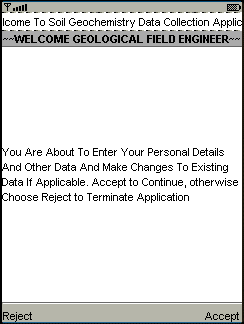 lcome To Soil Geochemistry Data Collection Applic
~~WELCOME GEOLOGICAL FIELD ENGINEER~~
You Are About To Enter Your Personal Details
And Other Data And Make Changes To Existing
Data If Applicable. Accept to Continue, otherwise
Choose Reject to Terminate Application
Reject
Accept